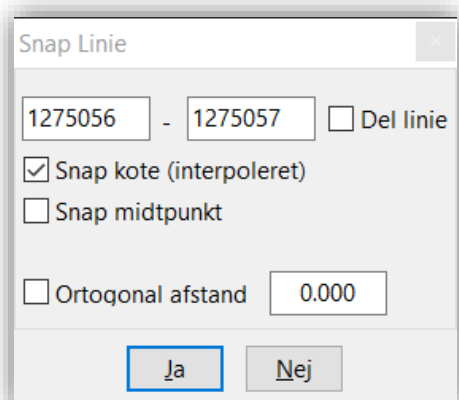 Snap Linie
1275056 - 1275057 Del linie
Snap kote (interpoleret)
Snap midtpunkt
Ortogonal afstand 0.000
Ja Nej